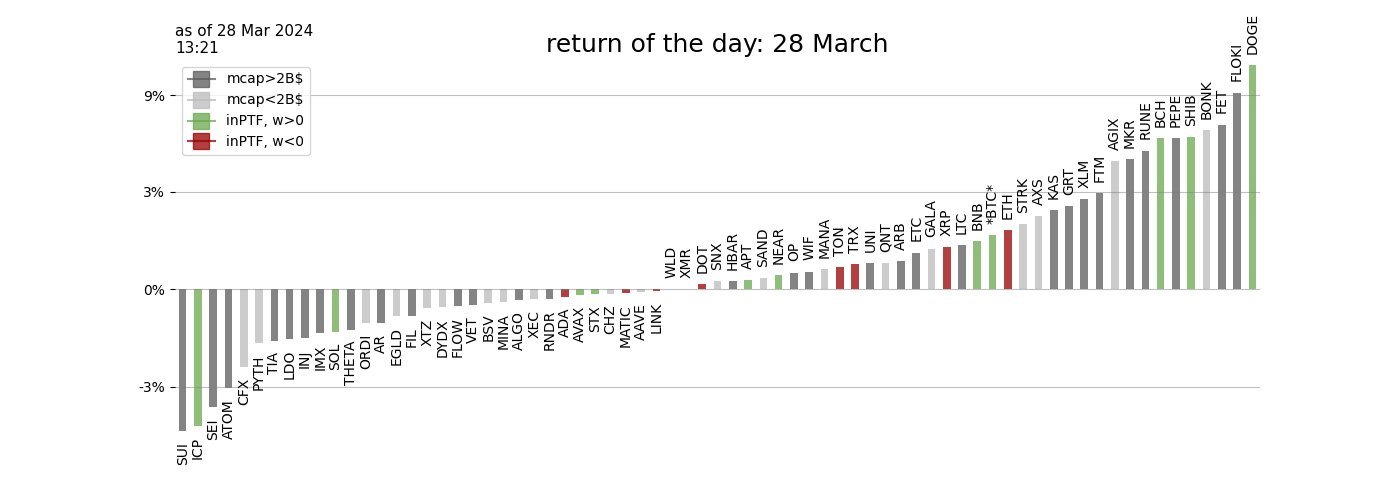 as of 28 Mar 2024
13:21
return of the day: 28 March
mcap>2B$
mcap<2B$
inPTF, w>0
inPTF, w<0
9%
3%
0%
-3%
SUI
ICP
SEI
ATOM
CFX
PYTH
TIA
LDO
INJ
IMX
SOL
THETA
ORDI
AR
EGLD
FIL
XTZ
DYDX
FLOW
VET
BSV
MINA
ALGO
XEC
RNDR
ADA
AVAX
STX
CHZ
MATIC
AAVE
LINK
WLD
XMR
DOT
SNX
HBAR
APT
SAND
NEAR
OP
WIF
MANA
TON
TRX
UNI
QNT
ARB
ETC
GALA
XRP
LTC
BNB
*BTC*
ETH
STRK
AXS
KAS
GRT
XLM
FTM
AGIX
MKR
RUNE
BCH
PEPE
SHIB
BONK
FET
FLOKI
DOGE